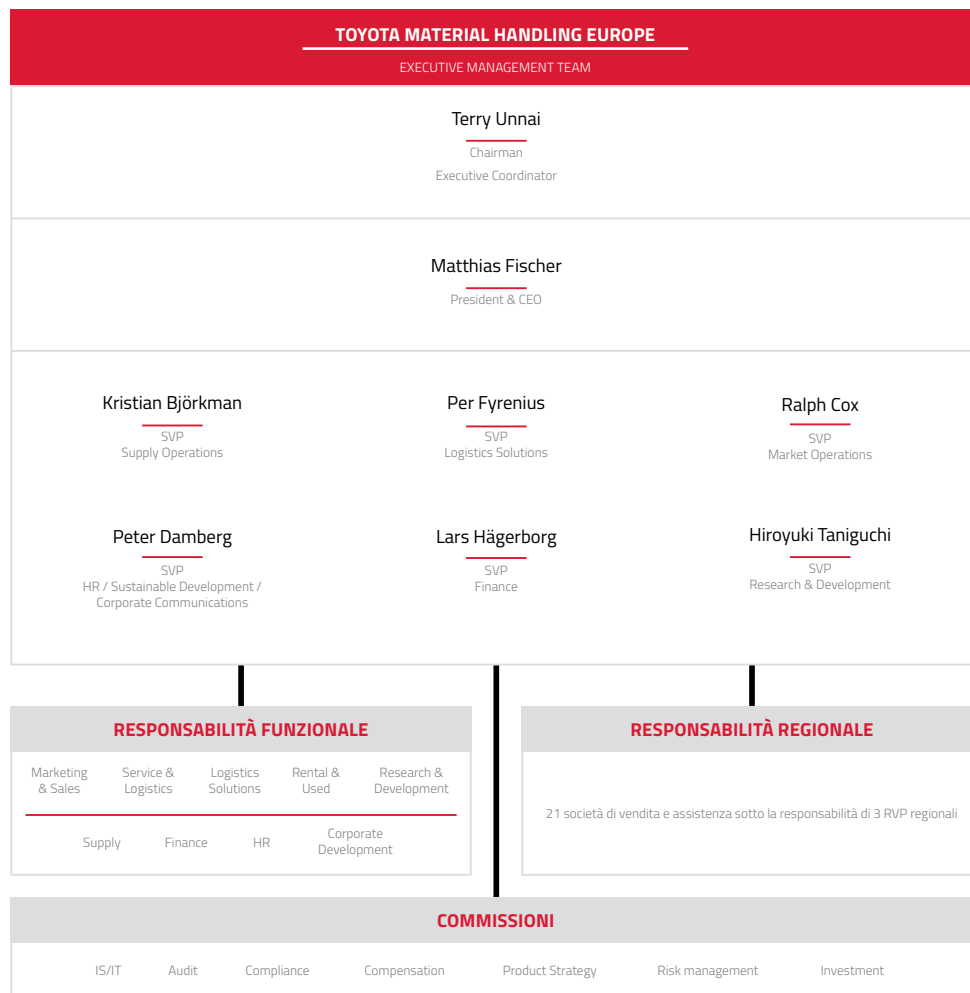 TOYOTA MATERIAL HANDLING EUROPE
EXECUTIVE MANAGEMENT TEAM
Terry Unnai
Chairman
Executive Coordinator
Matthias Fischer
President & CEO
Kristian Björkman
SVP
Supply Operations
Per Fyrenius
SVP
Logistics Solutions
Ralph Cox
SVP
Market Operations
Peter Damberg
SVP
HR / Sustainable Development /
Corporate Communications
Lars Hägerborg
SVP
Finance
Hiroyuki Taniguchi
SVP
Research & Development
RESPONSABILITÀ FUNZIONALE
Marketing
& Sales
Service &
Logistics
Logistics
Solutions
Rental &
Used
Research &
Development
Supply
Finance
HR
Corporate
Development
RESPONSABILITÀ REGIONALE
21 società di vendita e assistenza sotto la responsabilità di 3 RVP regionali
COMMISSIONI
IS/IT
Audit
Compliance
Compensation
Product Strategy
Risk management
Investment